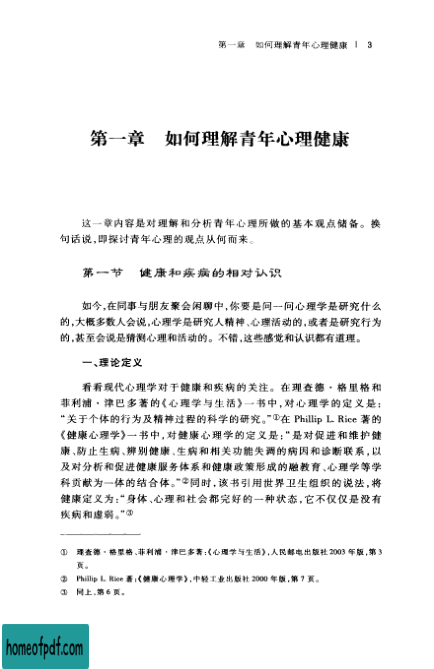 第一章 如何理解青年心理健康 | 3
第一章 如何理解青年心理健康
这一章内容是对理解和分析青年心理所做的基本观点储备。换
句话说,即探讨青年心理的观点从何而来。
第一节 健康和疾病的相对认识
如今,在同事与朋友聚会闲聊中,你要是问一问心理学是研究什么
的,大概多数人会说,心理学是研究人精神、心理活动的,或者是研究行为
的,甚至会说是猜测心理和活动的。不错,这些感觉和认识都有道理。
一、理论定义
看看现代心理学对于健康和疾病的关注。在理查德·格里格和
菲利浦·津巴多著的《心理学与生活》一书中,对心理学的定义是:
“关于个体的行为及精神过程的科学的研究。”①在 Phillip L. Rice 著的
《健康心理学》一书中,对健康心理学的定义是:“是对促进和维护健
康、防止生病、辨别健康、生病和相关功能失调的病因和诊断联系,以
及对分析和促进健康服务体系和健康政策形成的融教育、心理学等学
科贡献为一体的结合体。”②同时,该书引用世界卫生组织的说法,将
健康定义为:“身体、心理和社会都完好的一种状态,它不仅仅是没有
疾病和虚弱。”③
① 理查德·格里格、菲利浦·津巴多著:《心理学与生活》,人民邮电出版社2003年版,第3
页。
② Phillip L. Rice 著:《健康心理学》,中轻工业出版社2000年版,第7页。
③ 同上,第6页。
homeofpdf.com